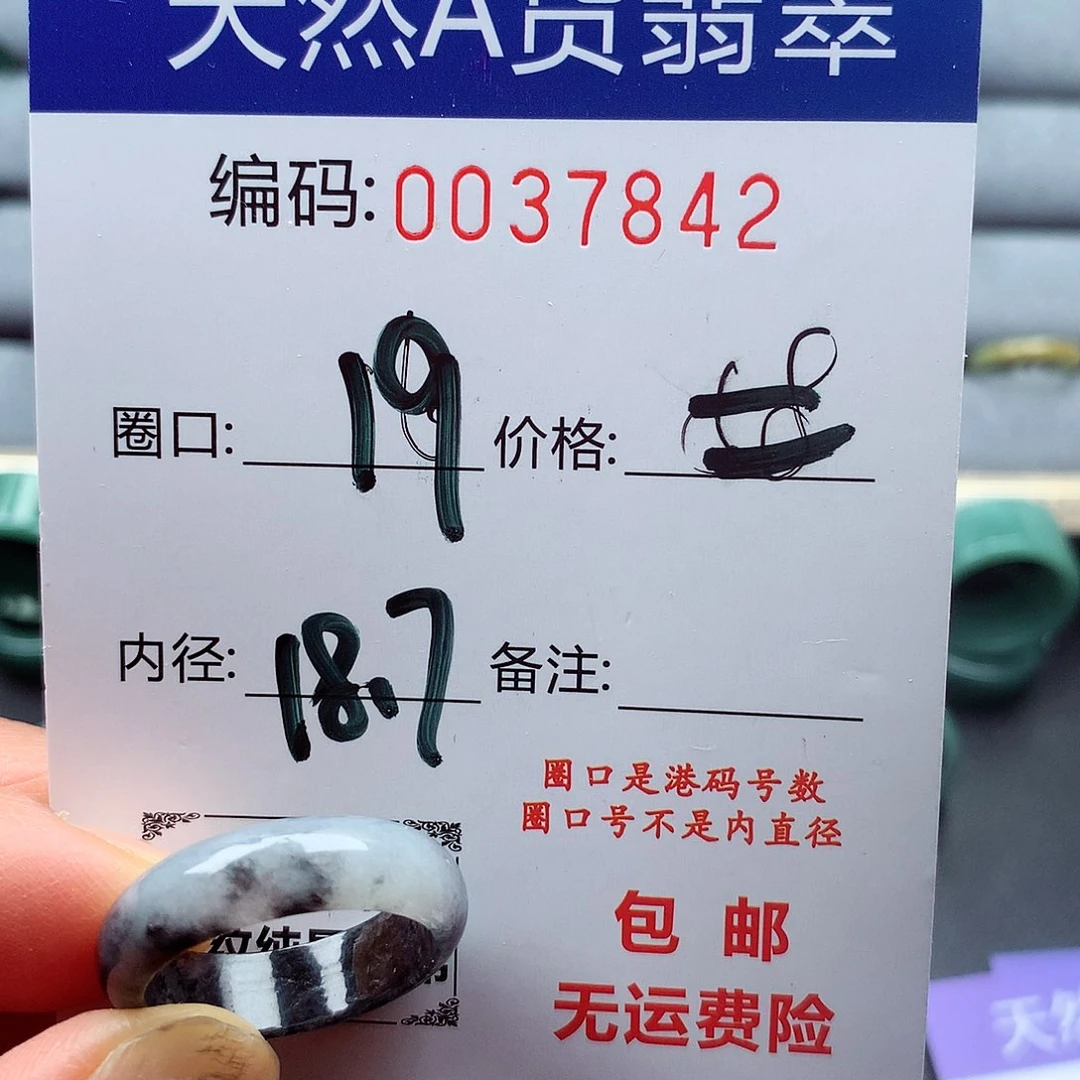 天然A货翡翠
编码:0037842
圈口: 19 价格:
内径: 18.7 备注:
圈口是港码号数
圈口号不是内直径
包邮
无运费险
天然